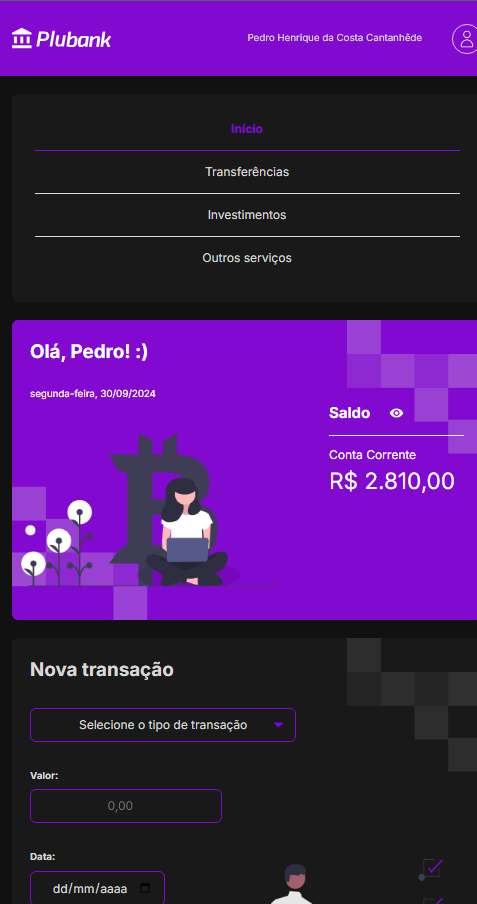 Plubank
Pedro Henrique da Costa Cantanhêde
Início
Transferências
Investimentos
Outros serviços
Olá, Pedro! :)
segunda-feira, 30/09/2024
Saldo
Conta Corrente
R$ 2.810,00
Nova transação
Selecione o tipo de transação
Valor:
0,00
Data:
dd/mm/aaaa